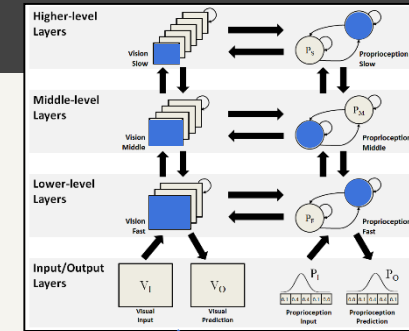 Higher-level
Layers
Vision
Slow
P_S
Proprioception
Slow
Middle-level
Layers
Vision
Middle
P_M
Proprioception
Middle
Lower-level
Layers
Vision
Fast
P_F
Proprioception
Fast
Input/Output
Layers
V_I
V_O
P_I
P_O
Visual
Input
Visual
Prediction
Proprioception
Input
Proprioception
Prediction